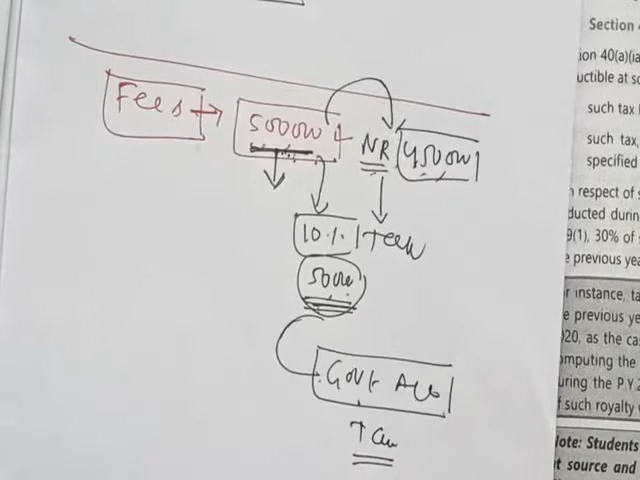 Fees
50000
NR
45000
10%
5000
GOVt A/c
Section
ion 40(a)(ia
uctible at so
such tax
such tax,
specified
n respect of s
ducted durin
9(1), 30% of
e previous yea
or instance, ta
e previous ye
020, as the ca
omputing the
uring the P.Y.2
f such royalty
Note: Students
t source and